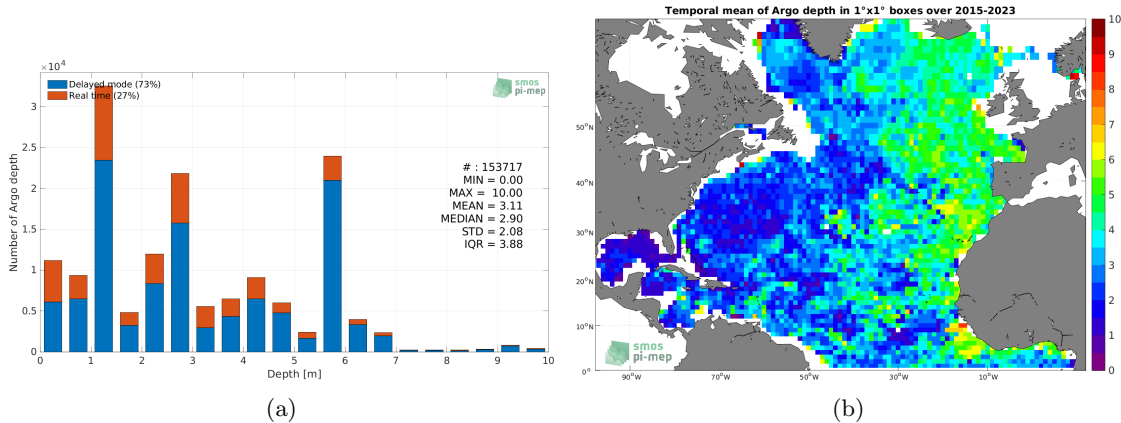 ×10⁴
Delayed mode (73%)
Real time (27%)
smos
pi-mep
# : 153717
MIN = 0.00
MAX = 10.00
MEAN = 3.11
MEDIAN = 2.90
STD = 2.08
IQR = 3.88
Number of Argo depth
3
2.5
2
1.5
1
0.5
0
0 1 2 3 4 5 6 7 8 9 10
Depth [m]
(a)
Temporal mean of Argo depth in 1°x1° boxes over 2015-2023
50°N
40°N
30°N
20°N
10°N
0°
90°W 70°W 50°W 30°W 10°W
smos
pi-mep
10
9
8
7
6
5
4
3
2
1
0
(b)